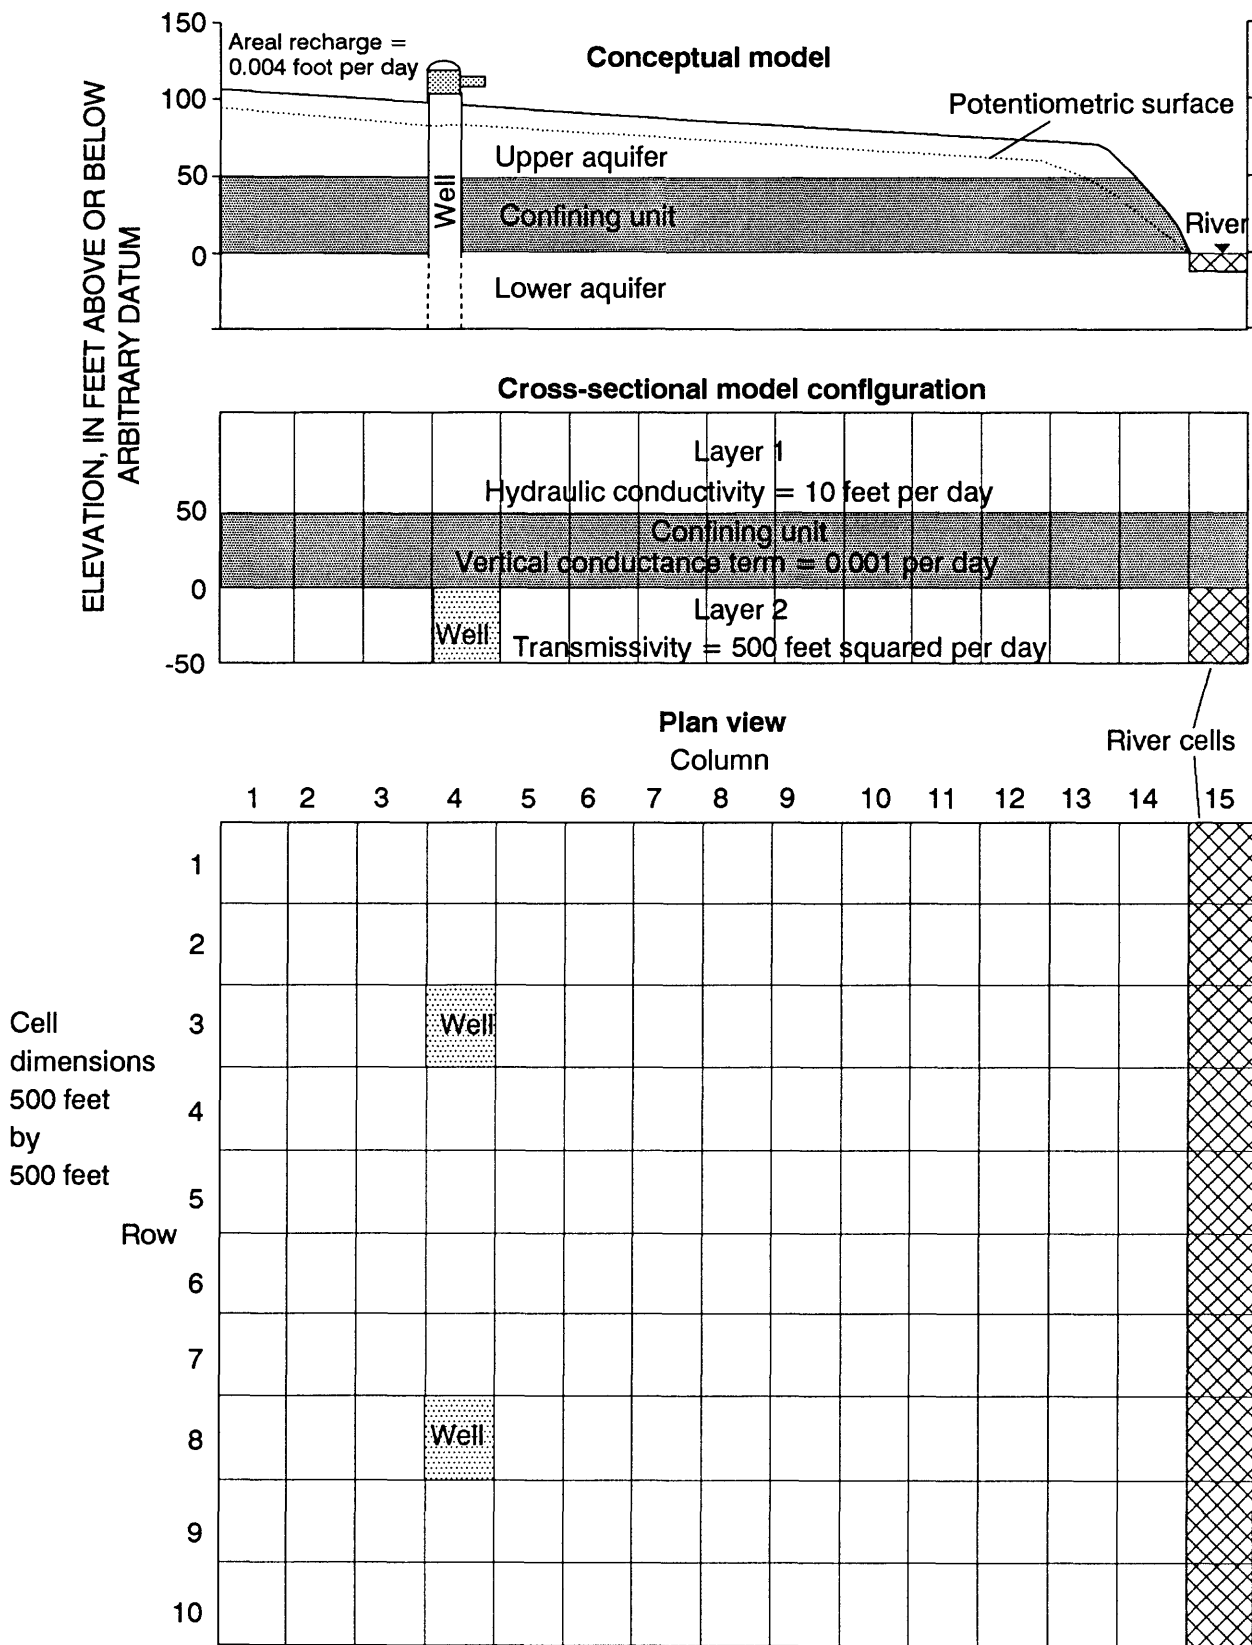 150
Areal recharge =
0.004 foot per day
Conceptual model
100
Potentiometric surface
Upper aquifer
50
Well
Confining unit
River
0
Lower aquifer
ELEVATION, IN FEET ABOVE OR BELOW
ARBITRARY DATUM
Cross-sectional model configuration
Layer 1
Hydraulic conductivity = 10 feet per day
50
Confining unit
Vertical conductance term = 0.001 per day
0
Layer 2
Well
Transmissivity = 500 feet squared per day
-50
Plan view
River cells
Column
1 2 3 4 5 6 7 8 9 10 11 12 13 14 15
1
2
3
Well
Cell
dimensions
500 feet
by
500 feet
4
5
Row
6
7
8
Well
9
10